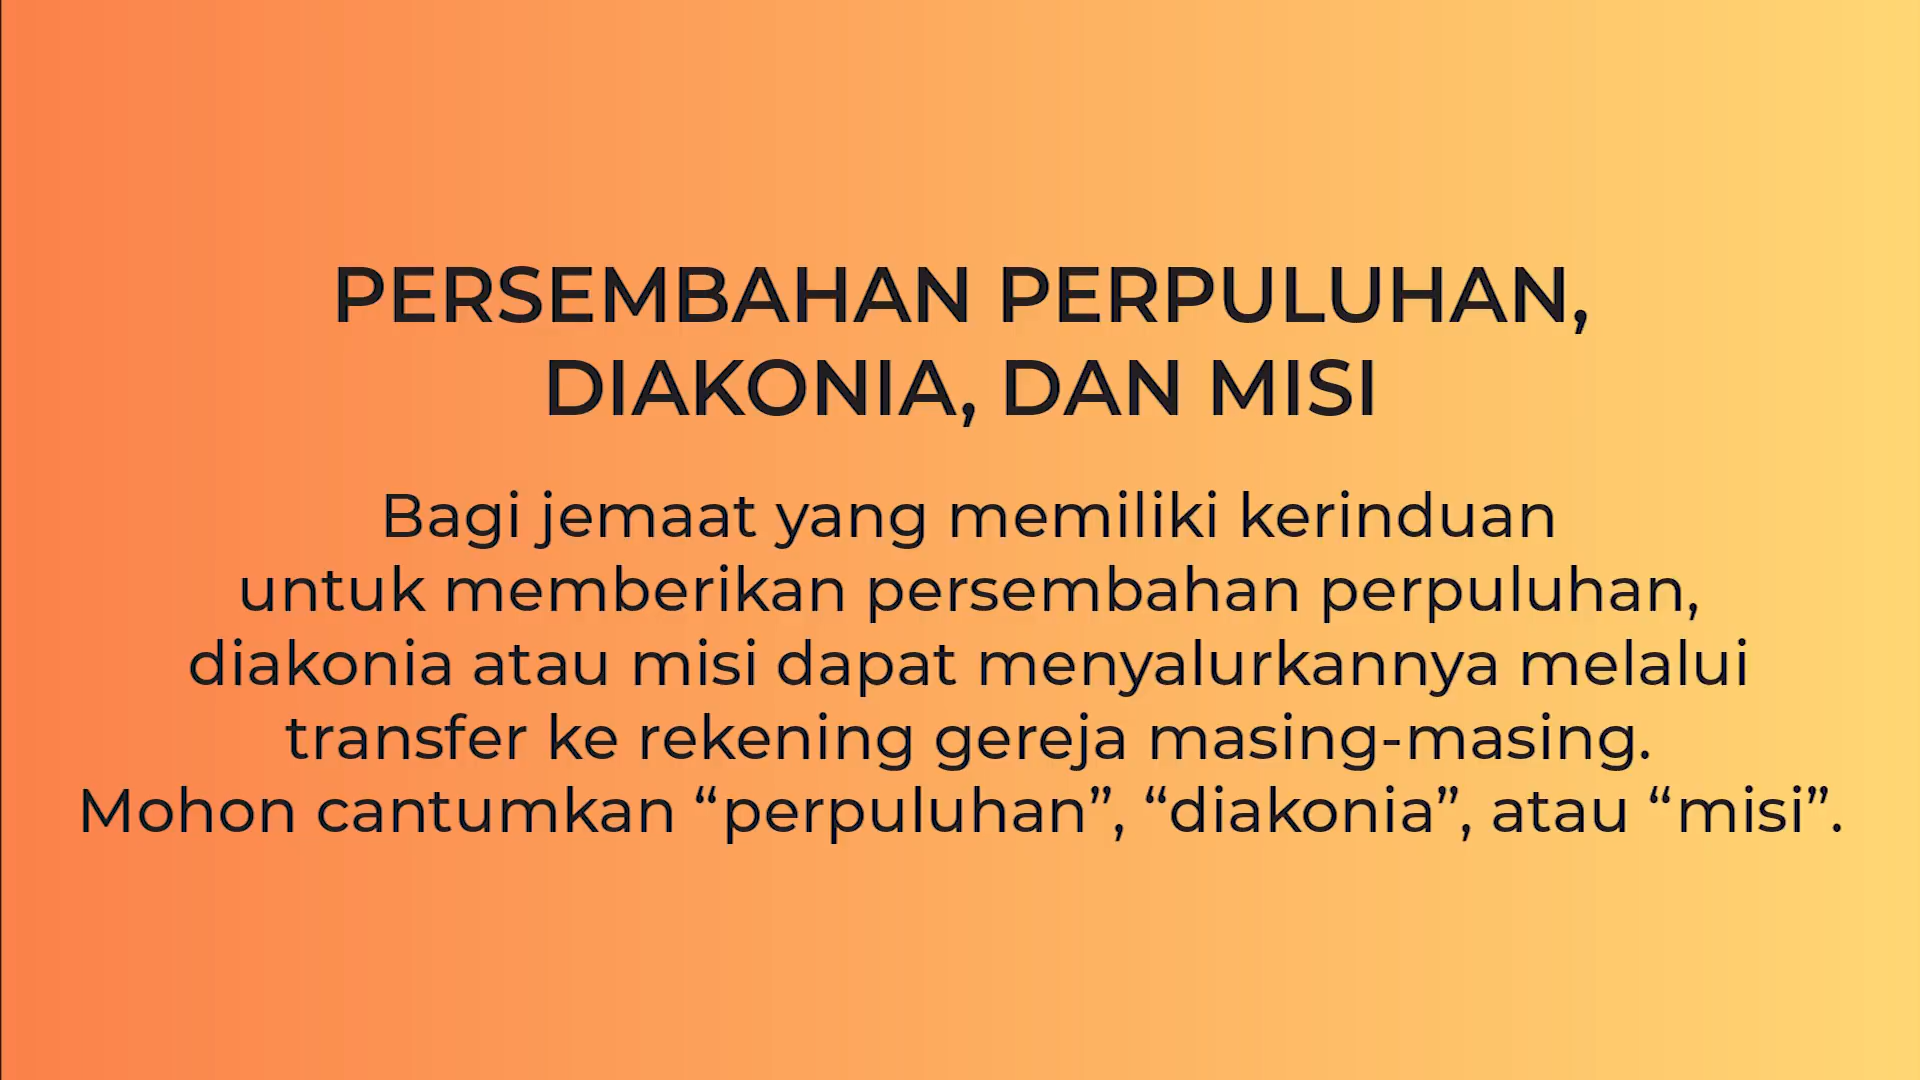 PERSEMBAHAN PERPULUHAN,
DIAKONIA, DAN MISI
Bagi jemaat yang memiliki kerinduan
untuk memberikan persembahan perpuluhan,
diakonia atau misi dapat menyalurkannya melalui
transfer ke rekening gereja masing-masing.
Mohon cantumkan “perpuluhan”, “diakonia”, atau “misi”.